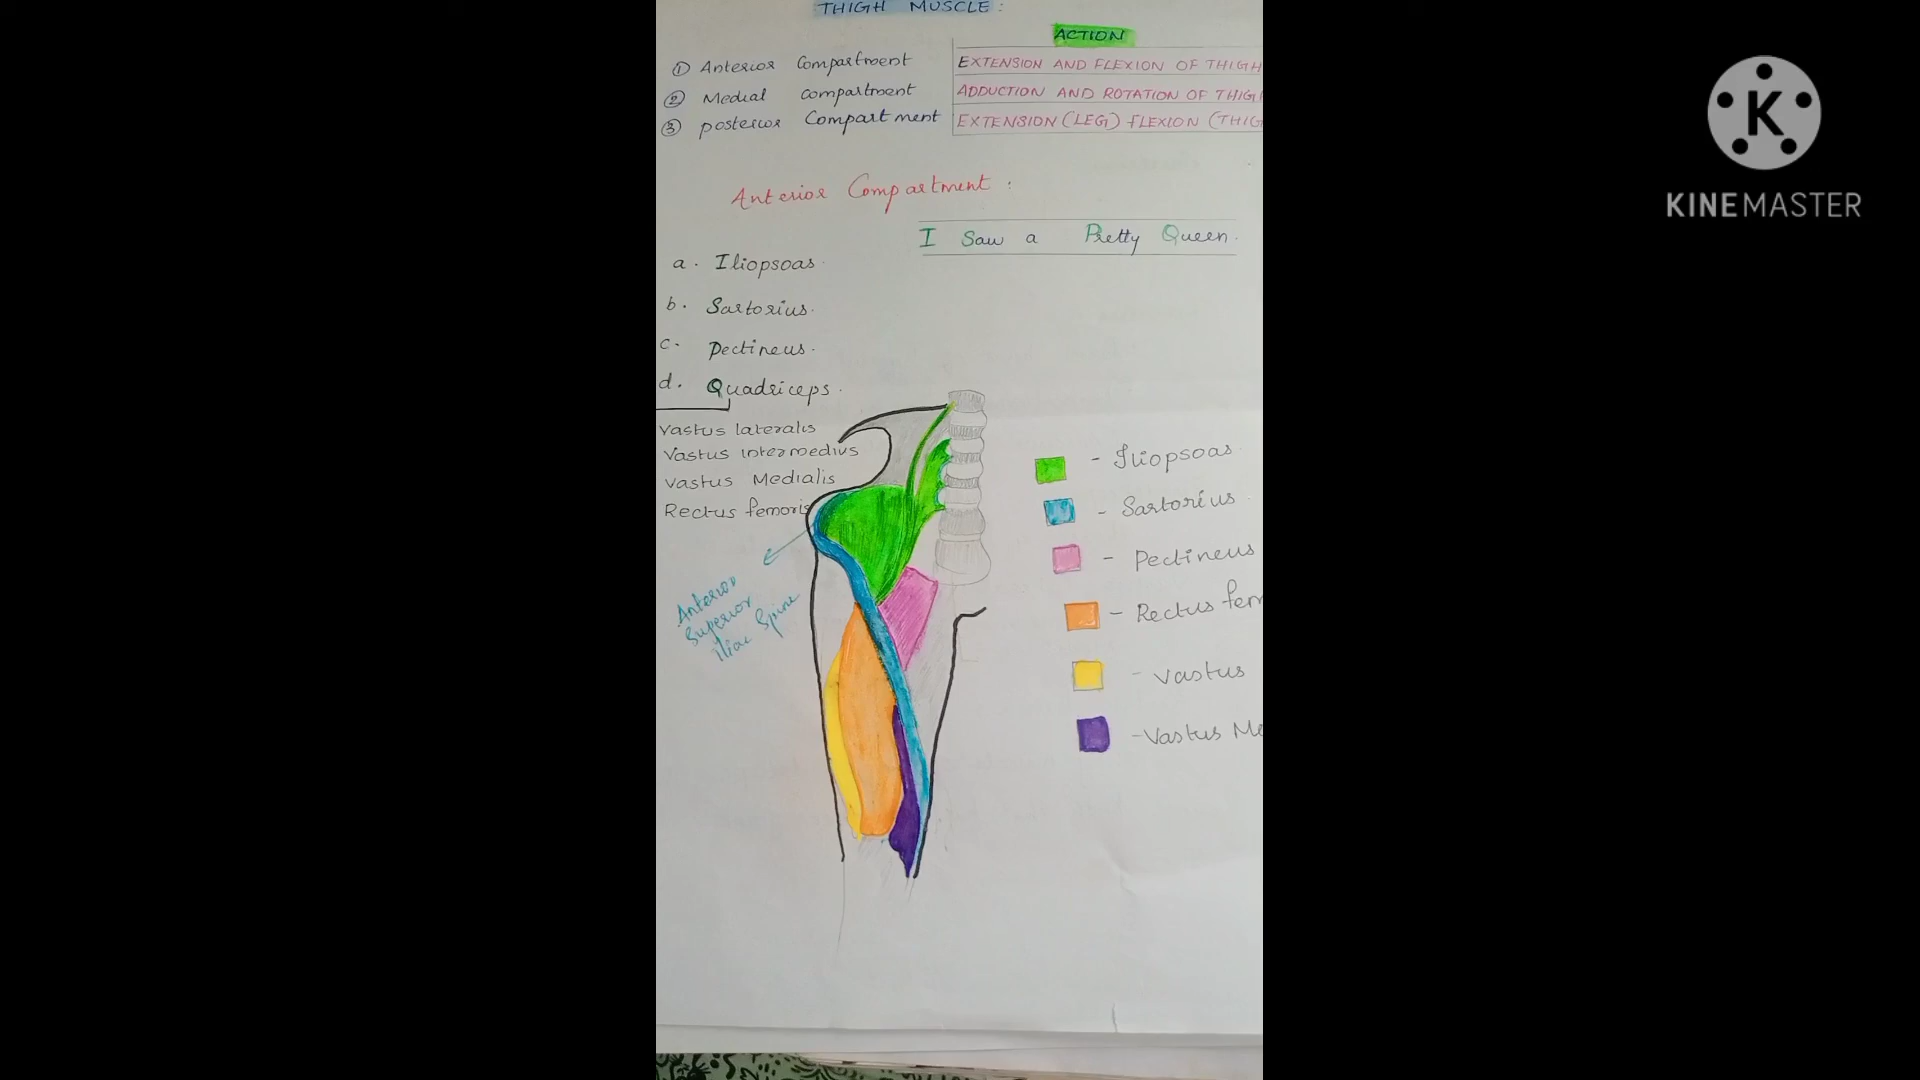 THIGH MUSCLE:
ACTION
① Anterior Compartment EXTENSION AND FLEXION OF THIGH
② Medial compartment ADDUCTION AND ROTATION OF THIGH
③ posterior Compartment EXTENSION (LEG) FLEXION (THIG
Anterior Compartment :
I Saw a Pretty Queen.
a. Iliopsoas.
b. Sartorius.
c. Pectineus.
d. Quadriceps.
Vastus lateralis
Vastus intermedius
Vastus Medialis
Rectus femoris
Anterior
Superior
iliac Spine
- Iliopsoas
- Sartorius
- Pectineus
- Rectus fem
- Vastus
- Vastus Me
KINEMASTER